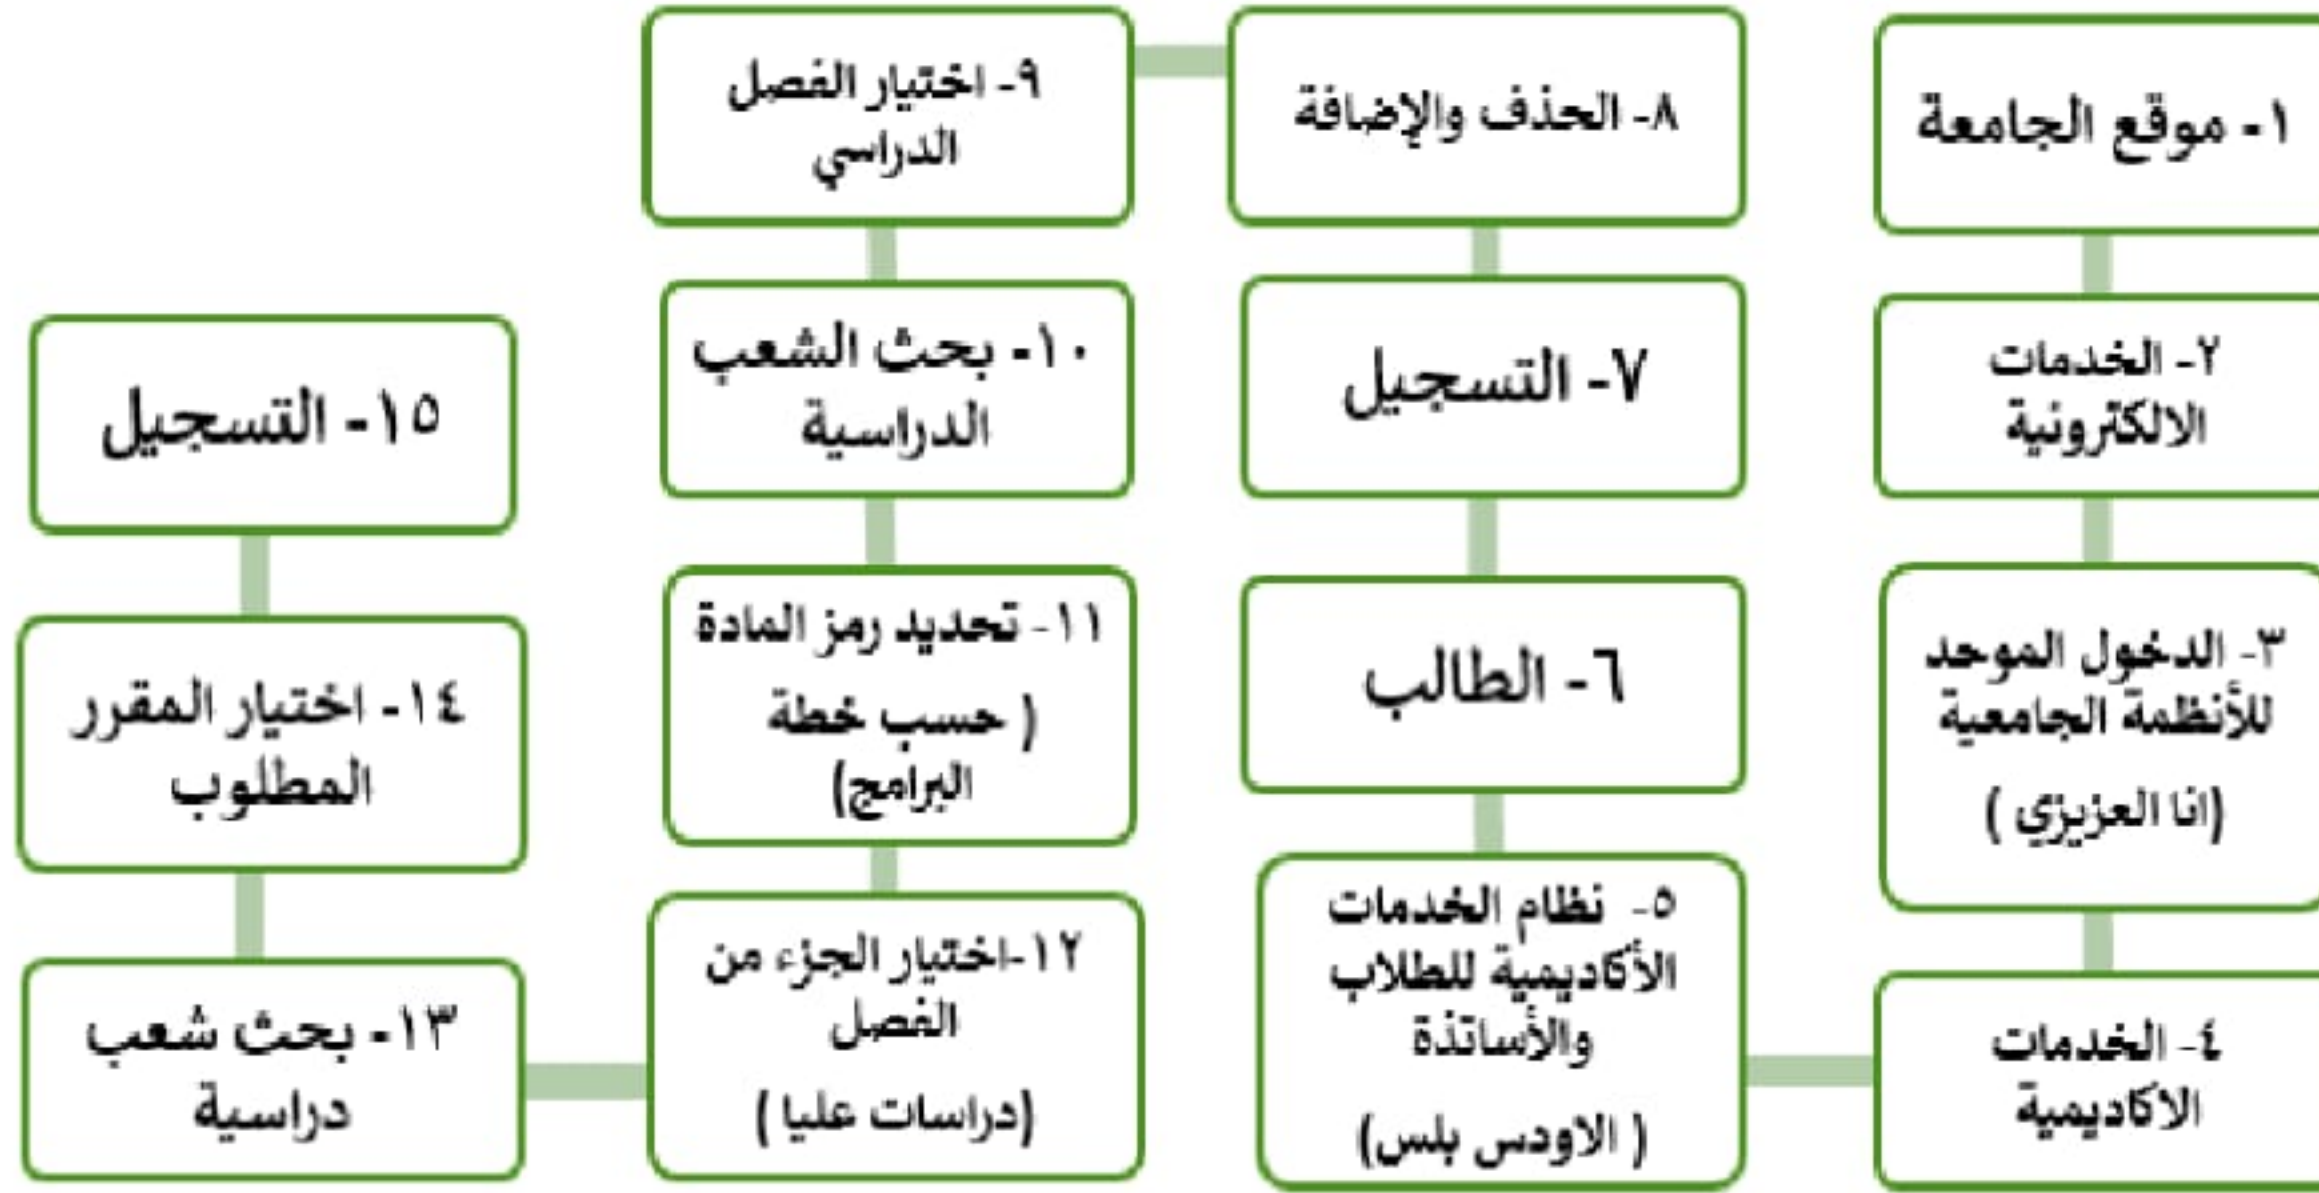 ١- موقع الجامعة
٢- الخدمات
الالكترونية
٣- الدخول الموحد
للأنظمة الجامعية
(انا العزيزي )
٤- الخدمات
الاكاديمية
٥- نظام الخدمات
الأكاديمية للطلاب
والأساتذة
( الاودس بلس)
٦- الطالب
٧- التسجيل
٨- الحذف والإضافة
٩- اختيار الفصل
الدراسي
١٠- بحث الشعب
الدراسية
١١- تحديد رمز المادة
( حسب خطة
البرامج)
١٢-اختيار الجزء من
الفصل
(دراسات عليا )
١٣- بحث شعب
دراسية
١٤- اختيار المقرر
المطلوب
١٥- التسجيل